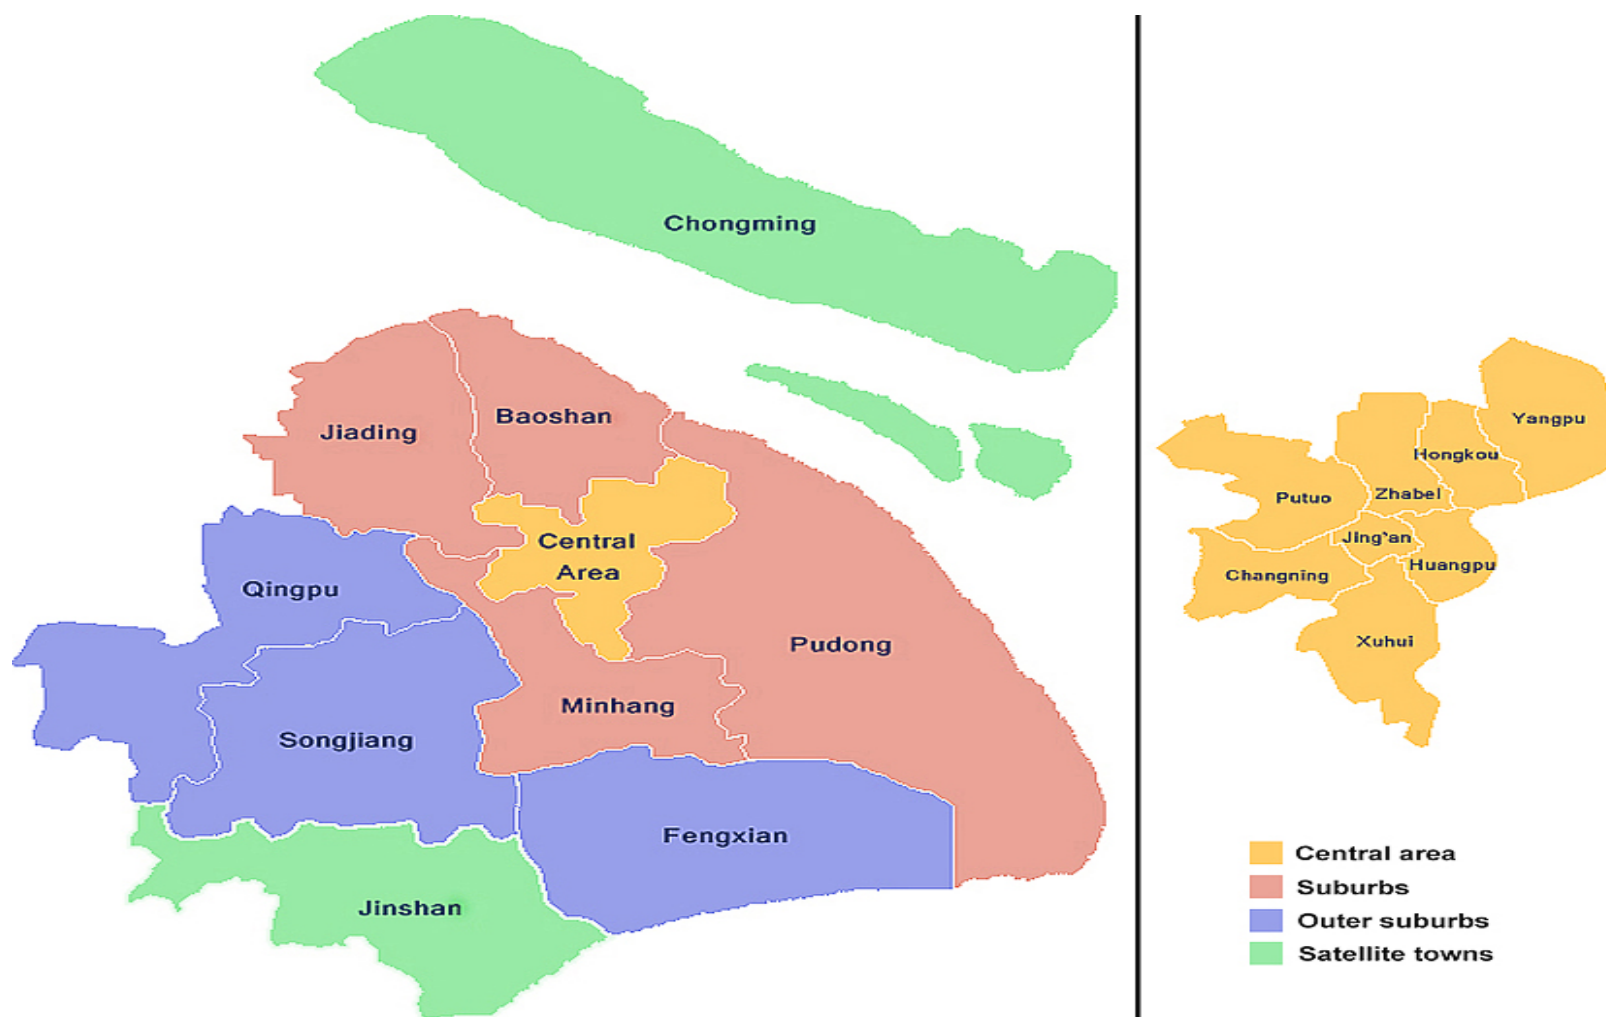 Chongming
Baoshan
Jiading
Central
Area
Qingpu
Pudong
Minhang
Songjiang
Fengxian
Jinshan
Yangpu
Hongkou
Zhabei
Putuo
Jing'an
Huangpu
Changning
Xuhui
Central area
Suburbs
Outer suburbs
Satellite towns